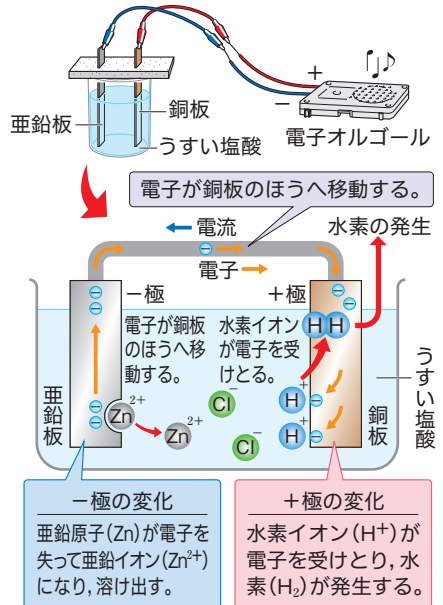 +
−
亜鉛板
銅板
うすい塩酸
電子オルゴール
電子が銅板のほうへ移動する。
電流
水素の発生
⊖
電子
−極
+極
⊖
⊖
⊖
⊖
電子が銅板
のほうへ移
動する。
水素イオン
が電子を受
けとる。
H H
亜鉛板
⊖
⊖
Zn 2+
Zn 2+
Cl −
Cl −
H +
⊖
H +
⊖
銅板
うすい塩酸
−極の変化
亜鉛原子(Zn)が電子を
失って亜鉛イオン(Zn²⁺)
になり,溶け出す。
+極の変化
水素イオン(H⁺)が
電子を受けとり,水
素(H₂)が発生する。